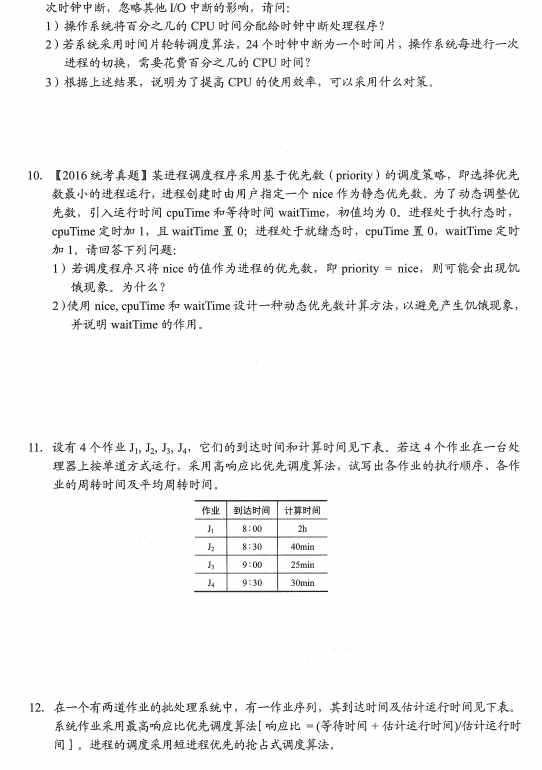 次时钟中断，忽略其他 I/O 中断的影响，请问：
1）操作系统将百分之几的 CPU 时间分配给时钟中断处理程序？
2）若系统采用时间片轮转调度算法，24 个时钟中断为一个时间片，操作系统每进行一次
进程的切换，需要花费百分之几的 CPU 时间？
3）根据上述结果，说明为了提高 CPU 的使用效率，可以采用什么对策。
10. 【2016 统考真题】某进程调度程序采用基于优先数（priority）的调度策略，即选择优先
数最小的进程运行，进程创建时由用户指定一个 nice 作为静态优先数。为了动态调整优
先数，引入运行时间 cpuTime 和等待时间 waitTime，初值均为 0。进程处于执行态时，
cpuTime 定时加 1，且 waitTime 置 0；进程处于就绪态时，cpuTime 置 0，waitTime 定时
加 1。请回答下列问题：
1）若调度程序只将 nice 的值作为进程的优先数，即 priority = nice，则可能会出现饥
饿现象。为什么？
2）使用 nice, cpuTime 和 waitTime 设计一种动态优先数计算方法，以避免产生饥饿现象，
并说明 waitTime 的作用。
11. 设有 4 个作业 J₁, J₂, J₃, J₄，它们的到达时间和计算时间见下表。若这 4 个作业在一台处
理器上按单道方式运行，采用高响应比优先调度算法，试写出各作业的执行顺序、各作
业的周转时间及平均周转时间。
作业 到达时间 计算时间
J₁ 8:00 2h
J₂ 8:30 40min
J₃ 9:00 25min
J₄ 9:30 30min
12. 在一个有两道作业的批处理系统中，有一作业序列，其到达时间及估计运行时间见下表。
系统作业采用最高响应比优先调度算法[ 响应比 = (等待时间 + 估计运行时间)/估计运行时
间 ] 。进程的调度采用短进程优先的抢占式调度算法。